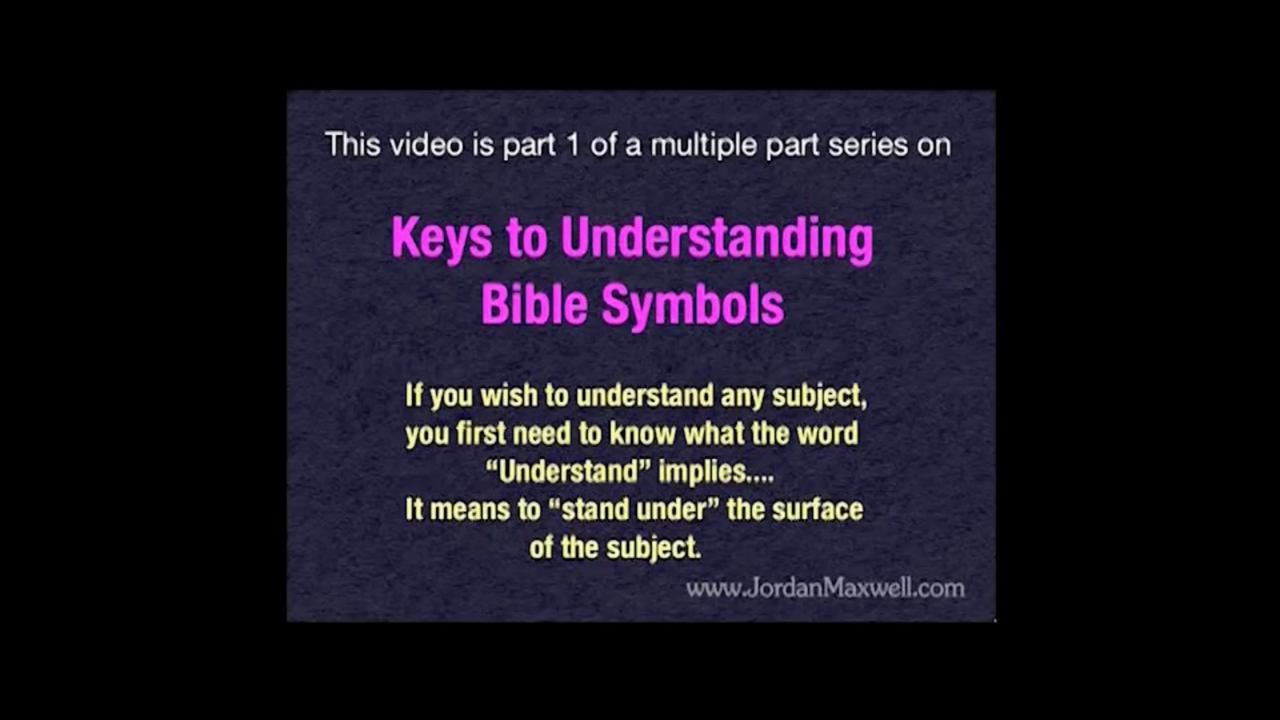 This video is part 1 of a multiple part series on
Keys to Understanding
Bible Symbols
If you wish to understand any subject,
you first need to know what the word
“Understand” implies....
It means to “stand under” the surface
of the subject.
www.JordanMaxwell.com